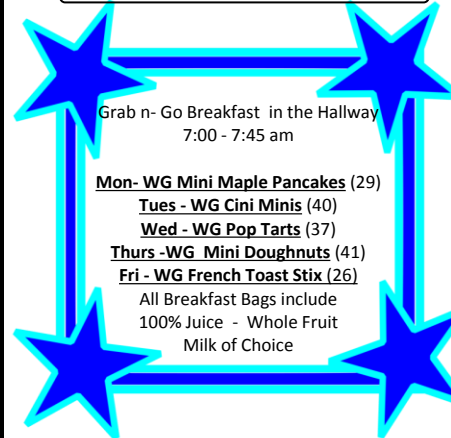 Grab n- Go Breakfast  in the Hallway
7:00 - 7:45 am
Mon- WG Mini Maple Pancakes (29)
Tues - WG Cini Minis (40)
Wed - WG Pop Tarts (37)
Thurs -WG  Mini Doughnuts (41)
Fri - WG French Toast Stix (26)
All Breakfast Bags include
100% Juice  -  Whole Fruit
Milk of Choice